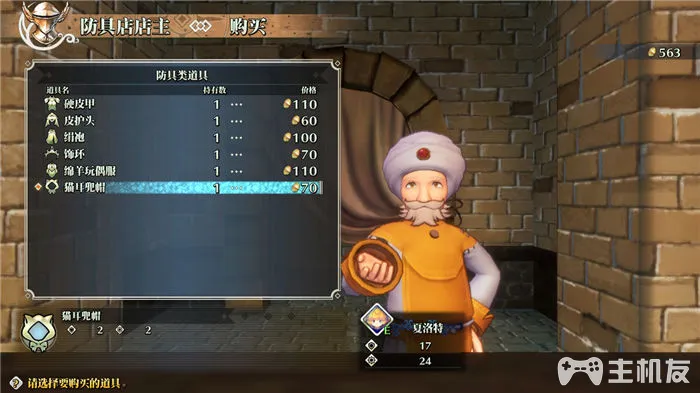 防具店店主 购买
563
防具类道具
道具名 持有数 价格
硬皮甲 1 ••• 110
皮护头 1 ••• 60
绢袍 1 ••• 100
饰环 1 ••• 70
绵羊玩偶服 1 ••• 110
猫耳兜帽 1 ••• 70
猫耳兜帽
2 2
E 夏洛特
17
24
请选择要购买的道具。
主机友